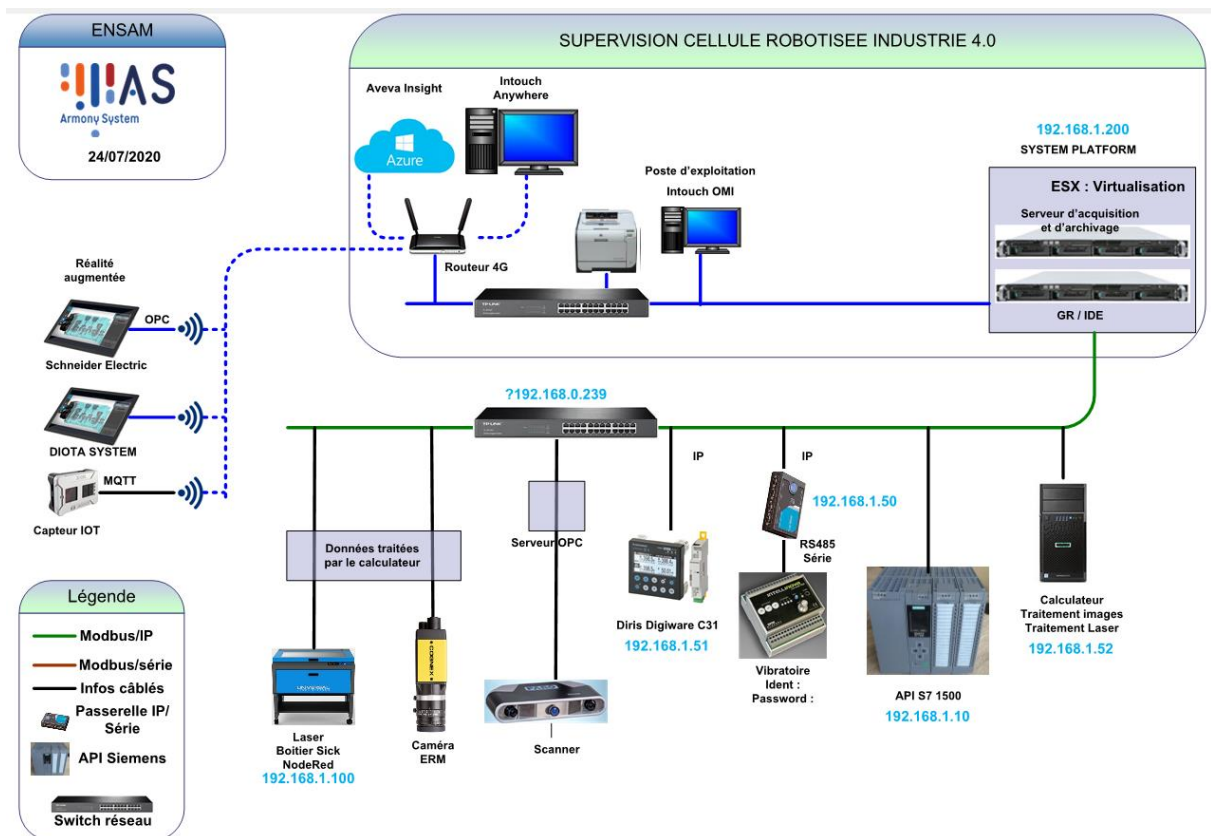 ENSAM
AS
Armony System
24/07/2020
SUPERVISION CELLULE ROBOTISEE INDUSTRIE 4.0
Aveva Insight
Intouch
Anywhere
Azure
Routeur 4G
Poste d'exploitation
Intouch OMI
192.168.1.200
SYSTEM PLATFORM
ESX : Virtualisation
Serveur d'acquisition
et d'archivage
GR / IDE
TP-LINK
Réalité
augmentée
OPC
Schneider Electric
DIOTA SYSTEM
MQTT
Capteur IOT
?192.168.0.239
TP-LINK
IP
IP
192.168.1.50
RS485
Série
Données traitées
par le calculateur
Serveur OPC
Diris Digiware C31
192.168.1.51
Vibratoire
Ident :
Password :
API S7 1500
192.168.1.10
Calculateur
Traitement images
Traitement Laser
192.168.1.52
UNIVERSAL
COGNEX
Laser
Boitier Sick
NodeRed
192.168.1.100
Caméra
ERM
Scanner
Légende
Modbus/IP
Modbus/série
Infos câblés
Passerelle IP/
Série
API Siemens
Switch réseau